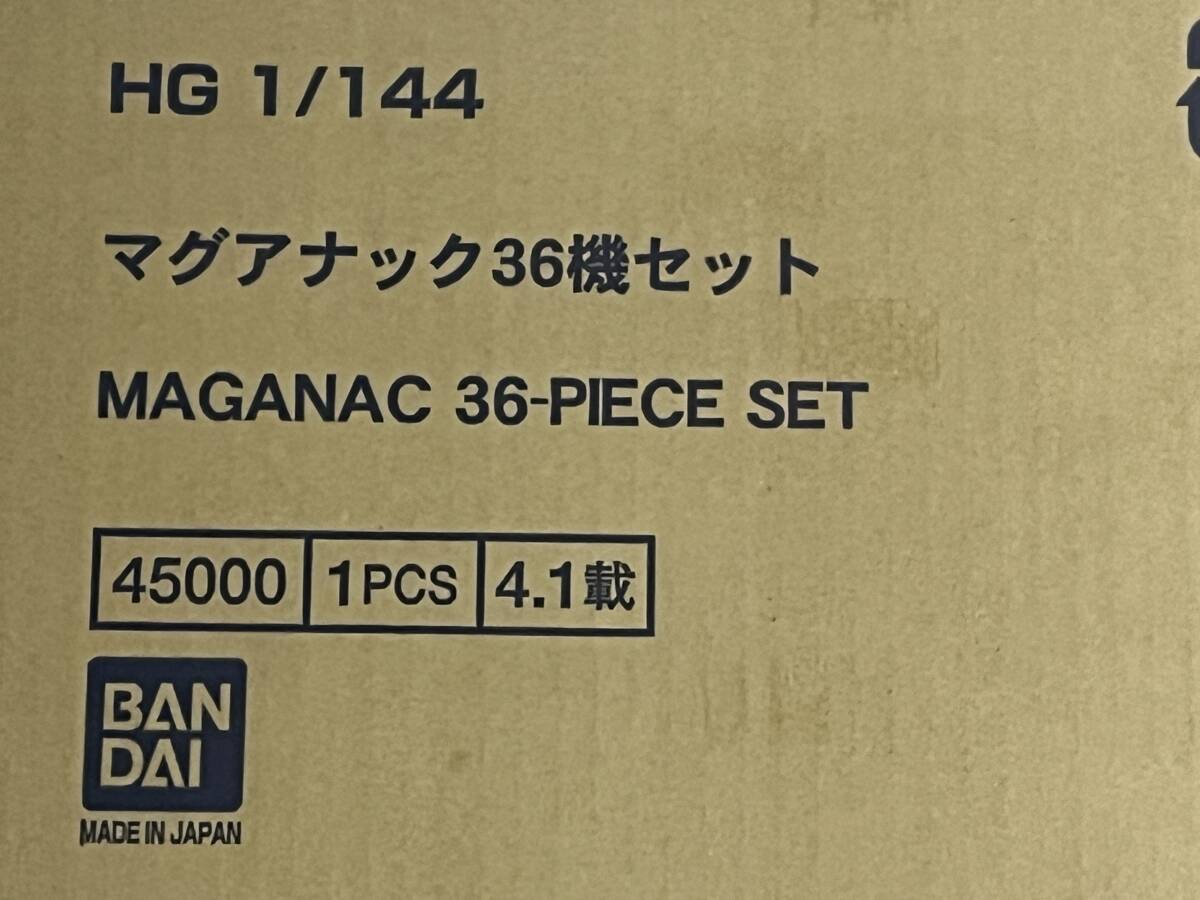 HG 1/144
マグアナック36機セット
MAGANAC 36-PIECE SET
45000 1PCS 4.1載
BAN
DAI
MADE IN JAPAN